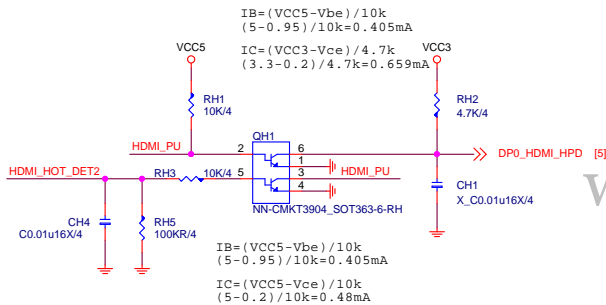 IB=(VCC5-Vbe)/10k
(5-0.95)/10k=0.405mA
IC=(VCC3-Vce)/4.7k
(3.3-0.2)/4.7k=0.659mA
VCC5
VCC3
RH1
10K/4
RH2
4.7K/4
QH1
HDMI_PU
2
6
1
DP0_HDMI_HPD [5]
HDMI_HOT_DET2
RH3
10K/4
5
3
HDMI_PU
4
NN-CMKT3904_SOT363-6-RH
CH1
X_C0.01u16X/4
CH4
C0.01u16X/4
RH5
100KR/4
IB=(VCC5-Vbe)/10k
(5-0.95)/10k=0.405mA
IC=(VCC5-Vce)/10k
(5-0.2)/10k=0.48mA